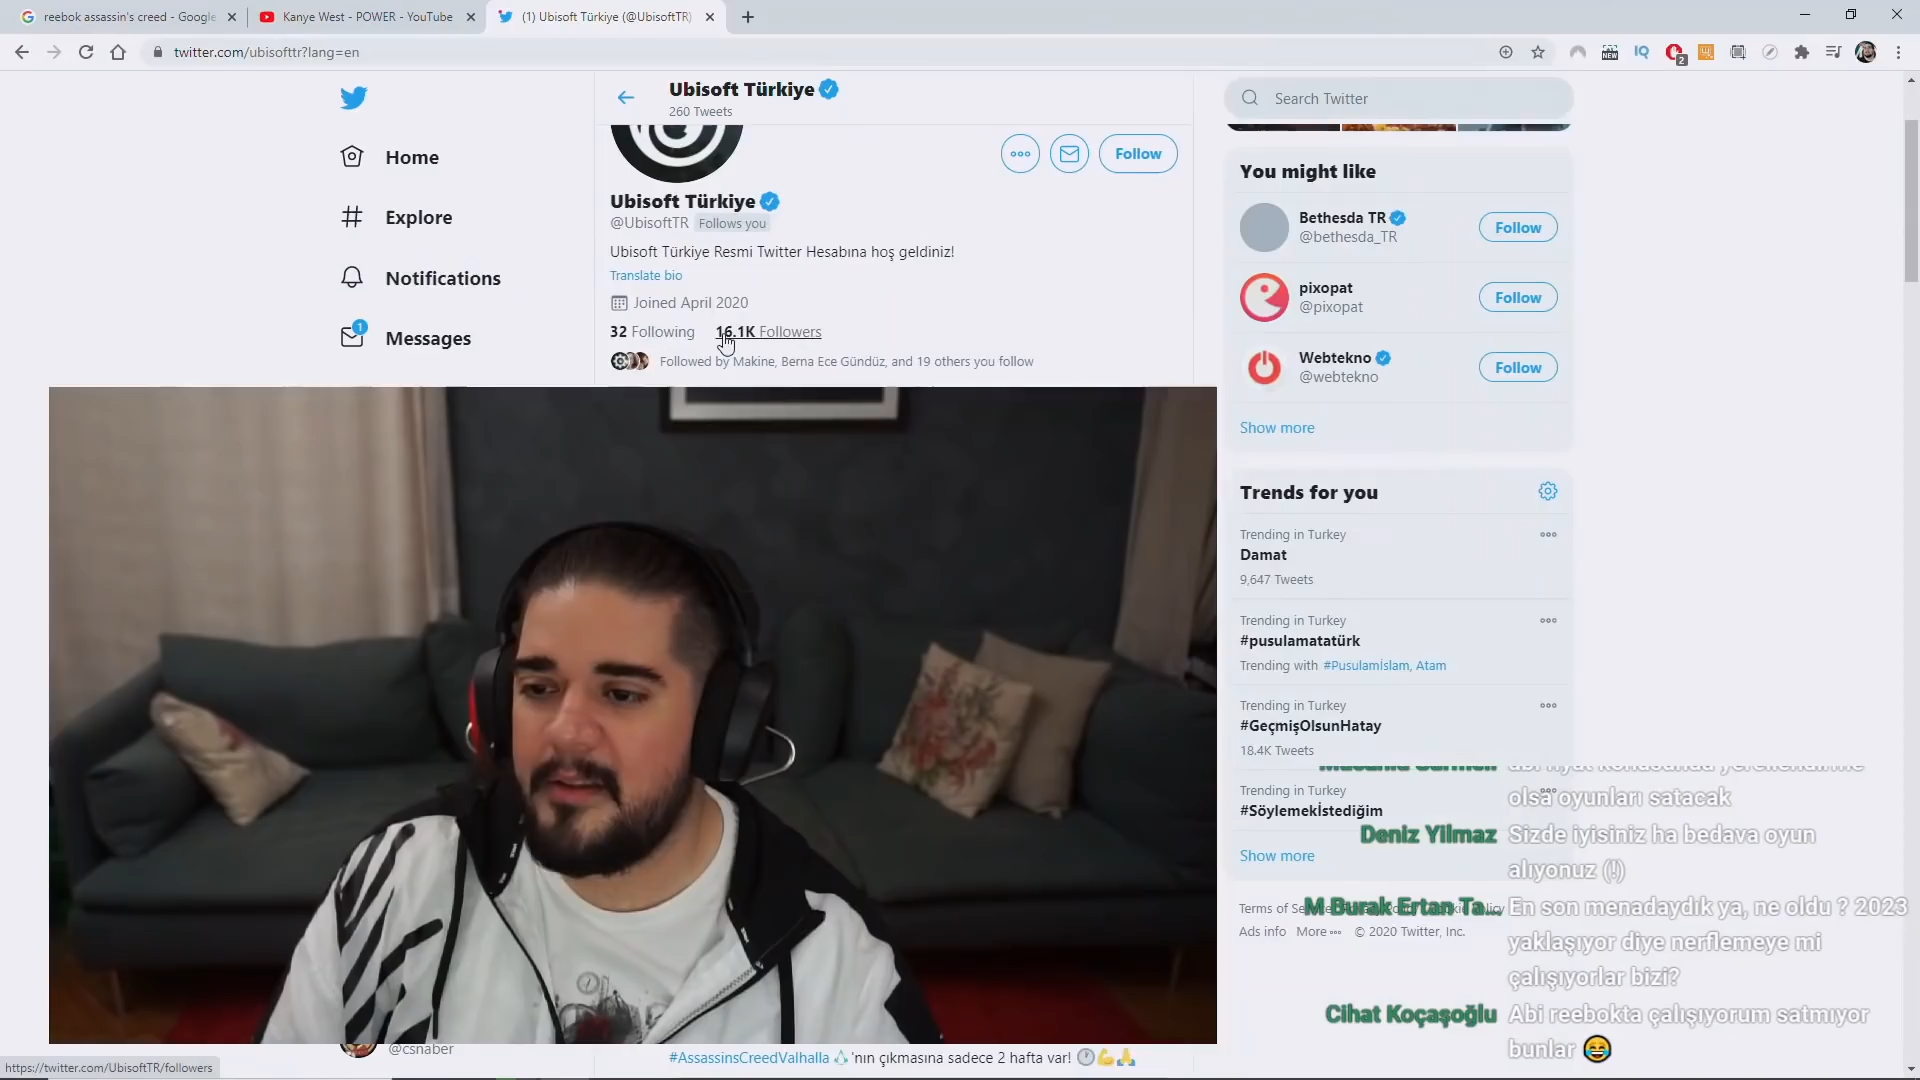 reebok assassin's creed - Google
Kanye West - POWER - YouTube
(1) Ubisoft Türkiye (@UbisoftTR)
twitter.com/ubisofttr?lang=en
NEW
IQ
2
Home
Explore
Notifications
1
Messages
Ubisoft Türkiye
260 Tweets
Follow
Ubisoft Türkiye
@UbisoftTR Follows you
Ubisoft Türkiye Resmi Twitter Hesabına hoş geldiniz!
Translate bio
Joined April 2020
32 Following 16.1K Followers
Followed by Makine, Berna Ece Gündüz, and 19 others you follow
Search Twitter
You might like
Bethesda TR
@bethesda_TR
Follow
pixopat
@pixopat
Follow
Webtekno
@webtekno
Follow
Show more
Trends for you
Trending in Turkey
Damat
9,647 Tweets
Trending in Turkey
#pusulamatatürk
Trending with #Pusulamİslam, Atam
Trending in Turkey
#GeçmişOlsunHatay
18.4K Tweets
Trending in Turkey
#Söylemekİstediğim
Show more
Terms of
Ads info More © 2020 Twitter, Inc.
olsa oyunları satacak
Deniz Yilmaz Sizde iyisiniz ha bedava oyun
alıyonuz (!)
M.Burak Ertan Ta... En son menadaydık ya, ne oldu ? 2023
yaklaşıyor diye nerflemeye mi
çalışıyorlar bizi?
Cihat Koçaşoğlu Abi reebokta çalışıyorum satmıyor
bunlar 😂
@csnaber
#AssassinsCreedValhalla 'nın çıkmasına sadece 2 hafta var! 🕐💪🙏
https://twitter.com/UbisoftTR/followers